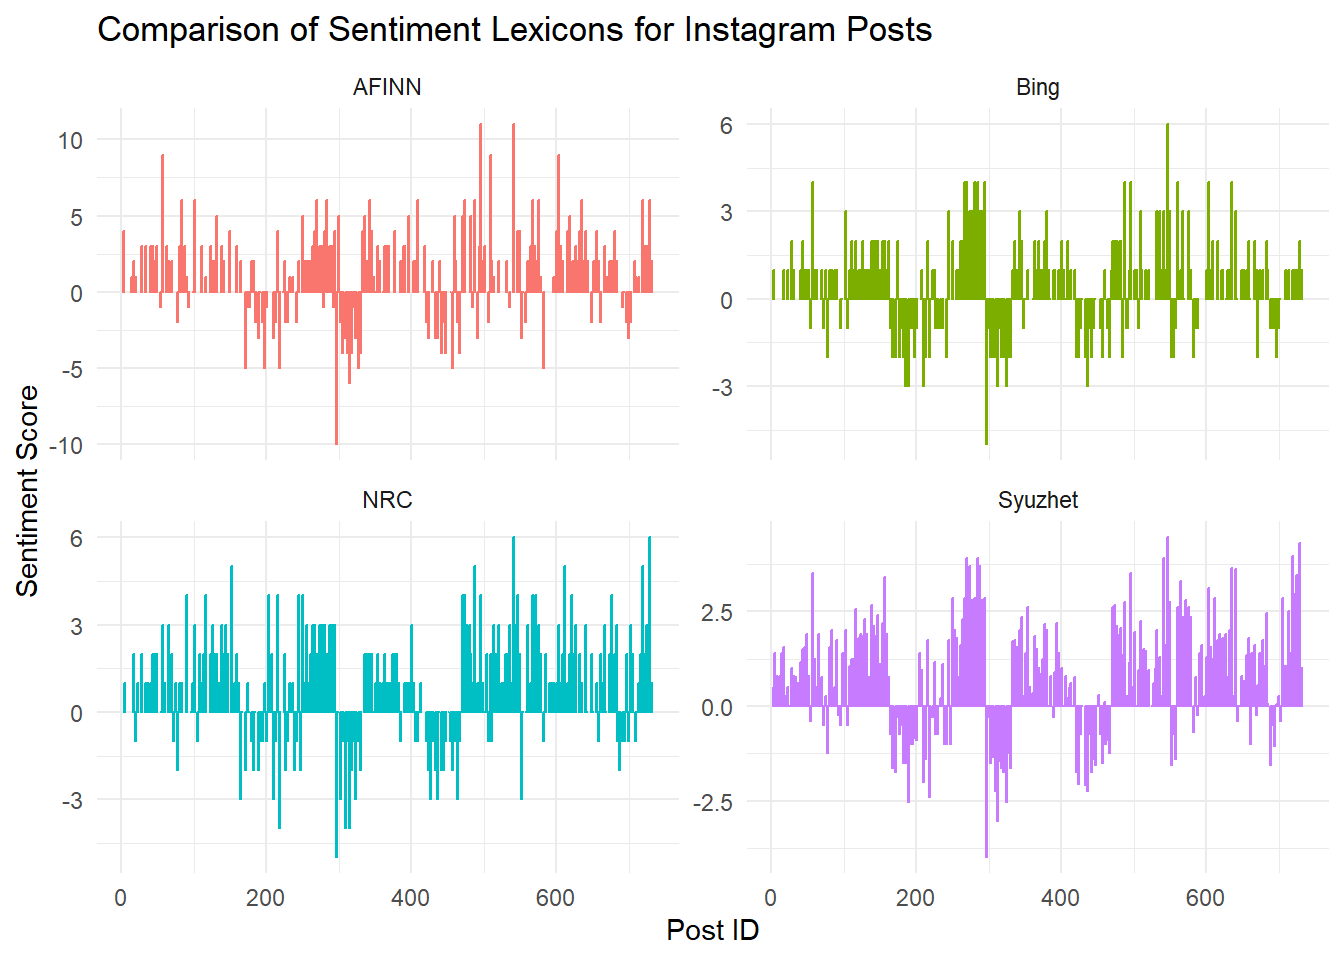 Comparison of Sentiment Lexicons for Instagram Posts
AFINN
Bing
10
5
0
-5
-10
6
3
0
-3
Sentiment Score
NRC
Syuzhet
6
3
0
-3
2.5
0.0
-2.5
0 200 400 600
0 200 400 600
Post ID